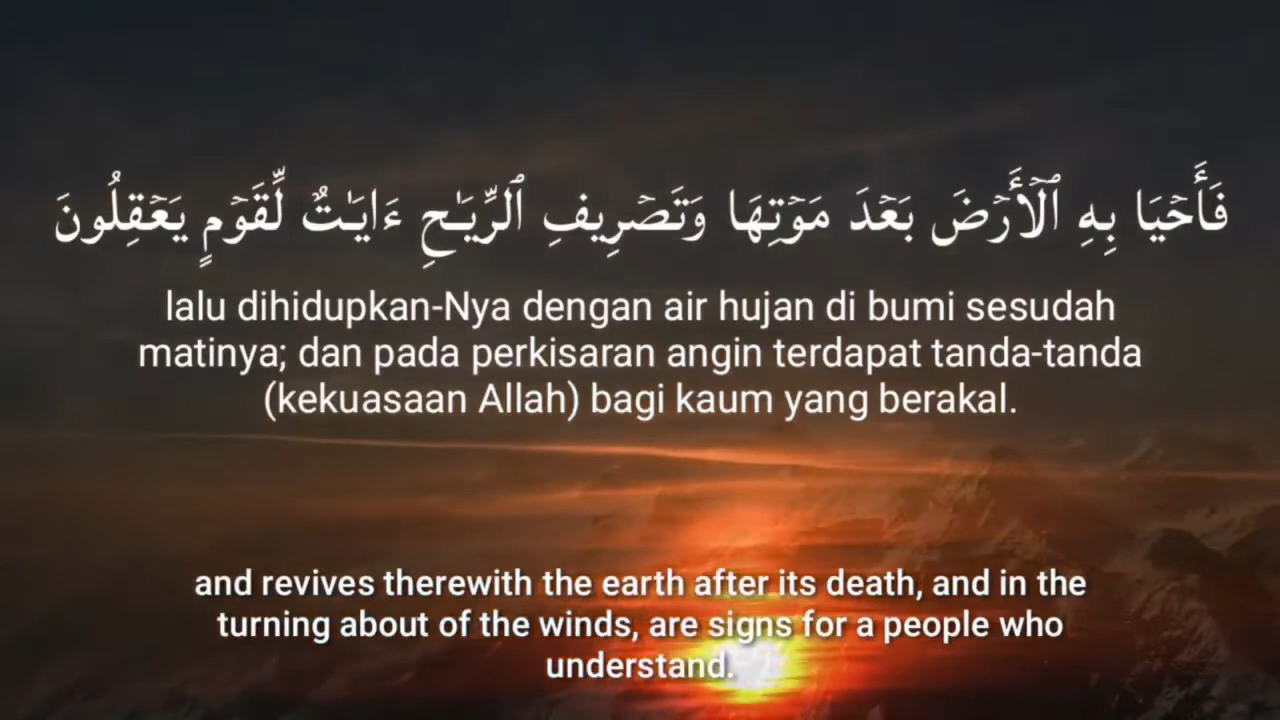 فَأَحۡيَا بِهِ ٱلۡأَرۡضَ بَعۡدَ مَوۡتِهَا وَتَصۡرِيفِ ٱلرِّيَـٰحِ ءَايَـٰتٌ لِّقَوۡمٍ يَعۡقِلُونَ
lalu dihidupkan-Nya dengan air hujan di bumi sesudah
matinya; dan pada perkisaran angin terdapat tanda-tanda
(kekuasaan Allah) bagi kaum yang berakal.
and revives therewith the earth after its death, and in the
turning about of the winds, are signs for a people who
understand.